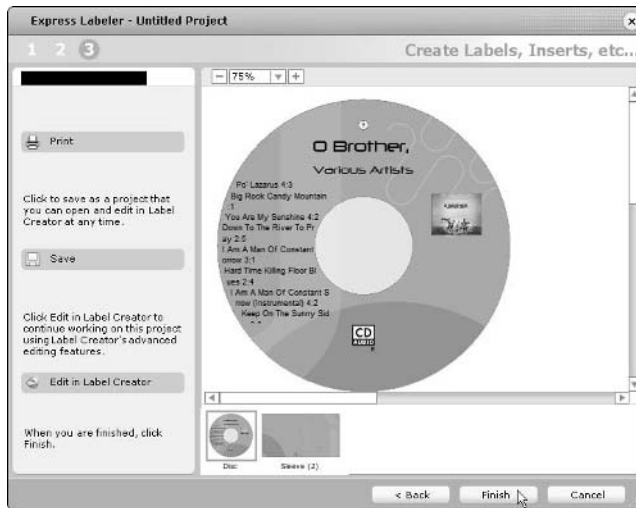 Express Labeler - Untitled Project
1 2 3
Create Labels, Inserts, etc...
75%
Print
Click to save as a project that
you can open and edit in Label
Creator at any time.
Save
Click Edit in Label Creator to
continue working on this project
using Label Creator's advanced
editing features.
Edit in Label Creator
When you are finished, click
Finish.
O Brother,
Various Artists
Po' Lazarus 4:3
Big Rock Candy Mountain
:1
You Are My Sunshine 4:2
Down To The River To Pr
ay 2:5
I Am A Man Of Constant
orrow 3:1
Hard Time Killing Floor Bl
ues 2:4
I Am A Man Of Constant S
rrow (Instrumental) 4:2
Keep On The Sunny Sid
CD
AUDIO
Disc
Sleeve (2)
< Back
Finish
Cancel